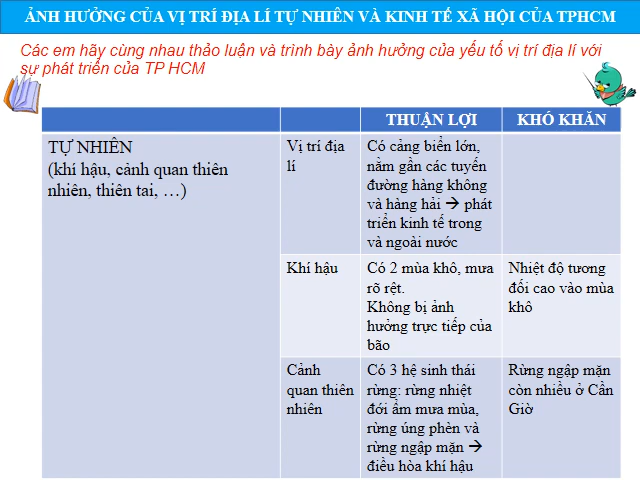 ẢNH HƯỞNG CỦA VỊ TRÍ ĐỊA LÍ TỰ NHIÊN VÀ KINH TẾ XÃ HỘI CỦA TPHCM
Các em hãy cùng nhau thảo luận và trình bày ảnh hưởng của yếu tố vị trí địa lí với
sự phát triển của TP HCM
THUẬN LỢI
KHÓ KHĂN
TỰ NHIÊN
(khí hậu, cảnh quan thiên
nhiên, thiên tai, …)
Vị trí địa
lí
Có cảng biển lớn,
nằm gần các tuyến
đường hàng không
và hàng hải → phát
triển kinh tế trong
và ngoài nước
Khí hậu
Có 2 mùa khô, mưa
rõ rệt.
Không bị ảnh
hưởng trực tiếp của
bão
Nhiệt độ tương
đối cao vào mùa
khô
Cảnh
quan thiên
nhiên
Có 3 hệ sinh thái
rừng: rừng nhiệt
đới ẩm mưa mùa,
rừng úng phèn và
rừng ngập mặn →
điều hòa khí hậu
Rừng ngập mặn
còn nhiều ở Cần
Giờ